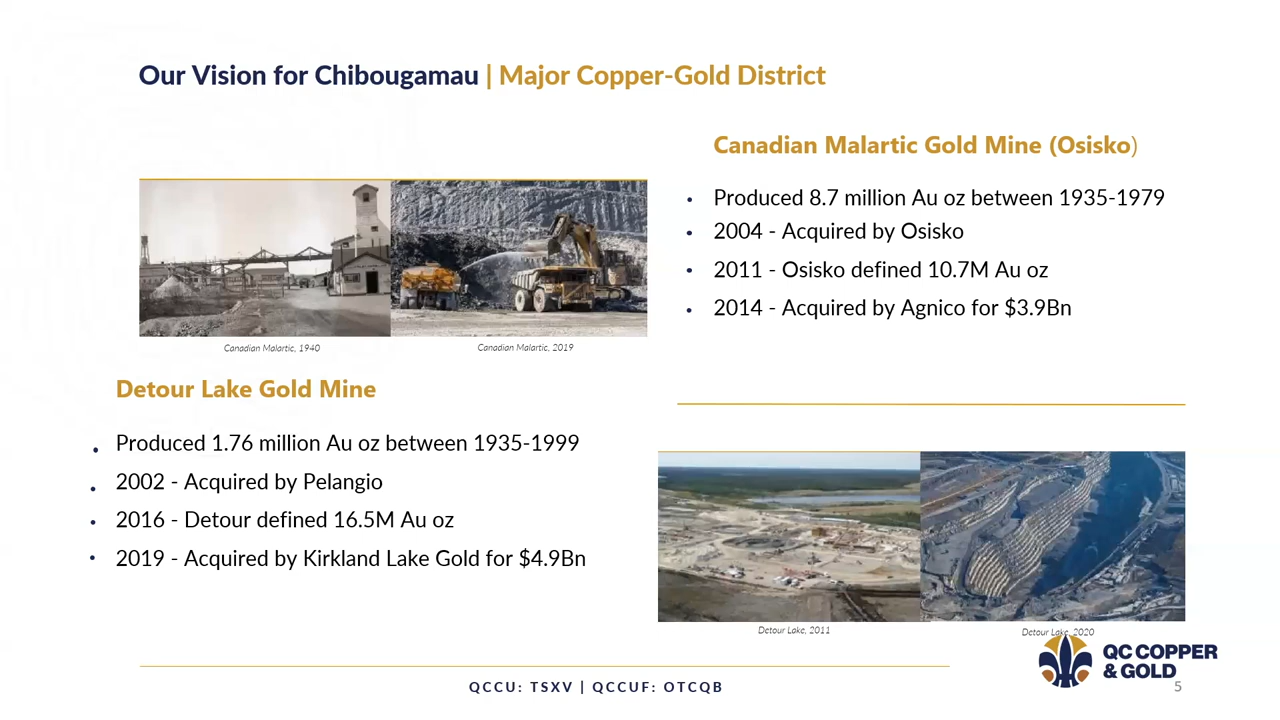 Our Vision for Chibougamau | Major Copper-Gold District
Canadian Malartic Gold Mine (Osisko)
• Produced 8.7 million Au oz between 1935-1979
• 2004 - Acquired by Osisko
• 2011 - Osisko defined 10.7M Au oz
• 2014 - Acquired by Agnico for $3.9Bn
Canadian Malartic, 1940
Canadian Malartic, 2019
Detour Lake Gold Mine
• Produced 1.76 million Au oz between 1935-1999
• 2002 - Acquired by Pelangio
• 2016 - Detour defined 16.5M Au oz
• 2019 - Acquired by Kirkland Lake Gold for $4.9Bn
Detour Lake, 2011
Detour Lake, 2020
QCCU: TSXV | QCCUF: OTCQB
QC COPPER
& GOLD
5